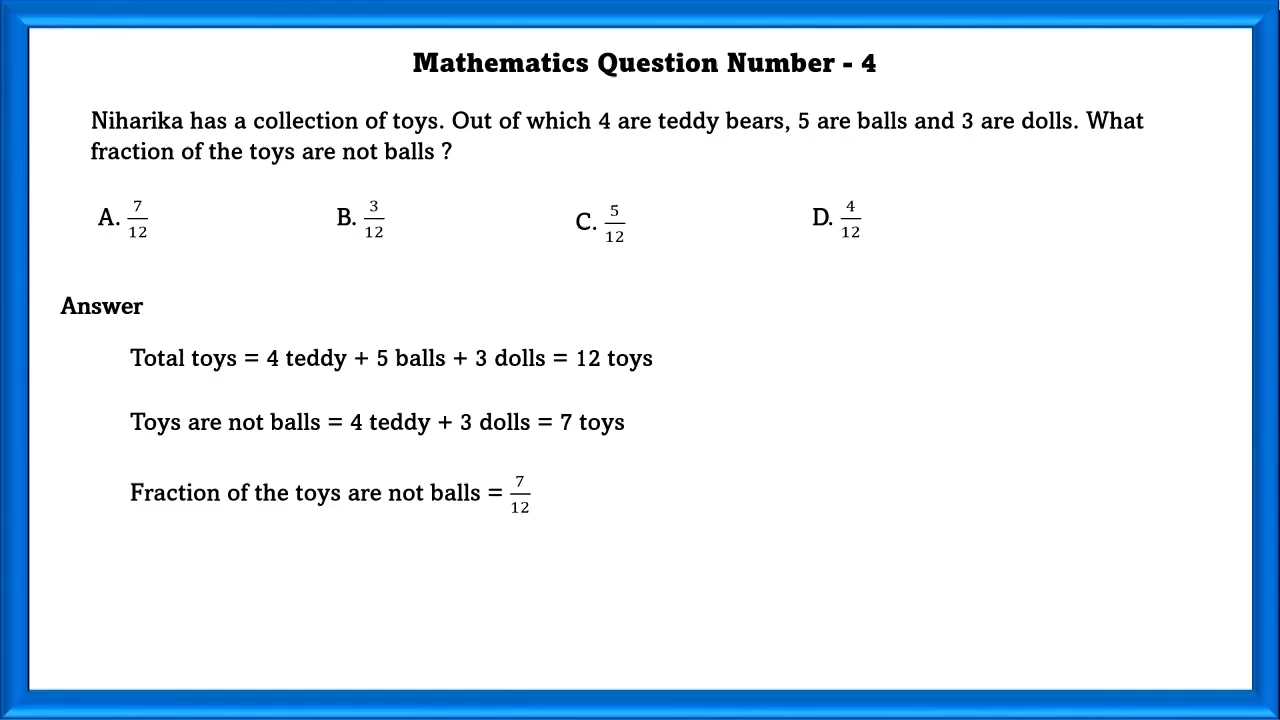 Mathematics Question Number - 4
Niharika has a collection of toys. Out of which 4 are teddy bears, 5 are balls and 3 are dolls. What
fraction of the toys are not balls ?
A. 7/12 B. 3/12 C. 5/12 D. 4/12
Answer
Total toys = 4 teddy + 5 balls + 3 dolls = 12 toys
Toys are not balls = 4 teddy + 3 dolls = 7 toys
Fraction of the toys are not balls = 7/12